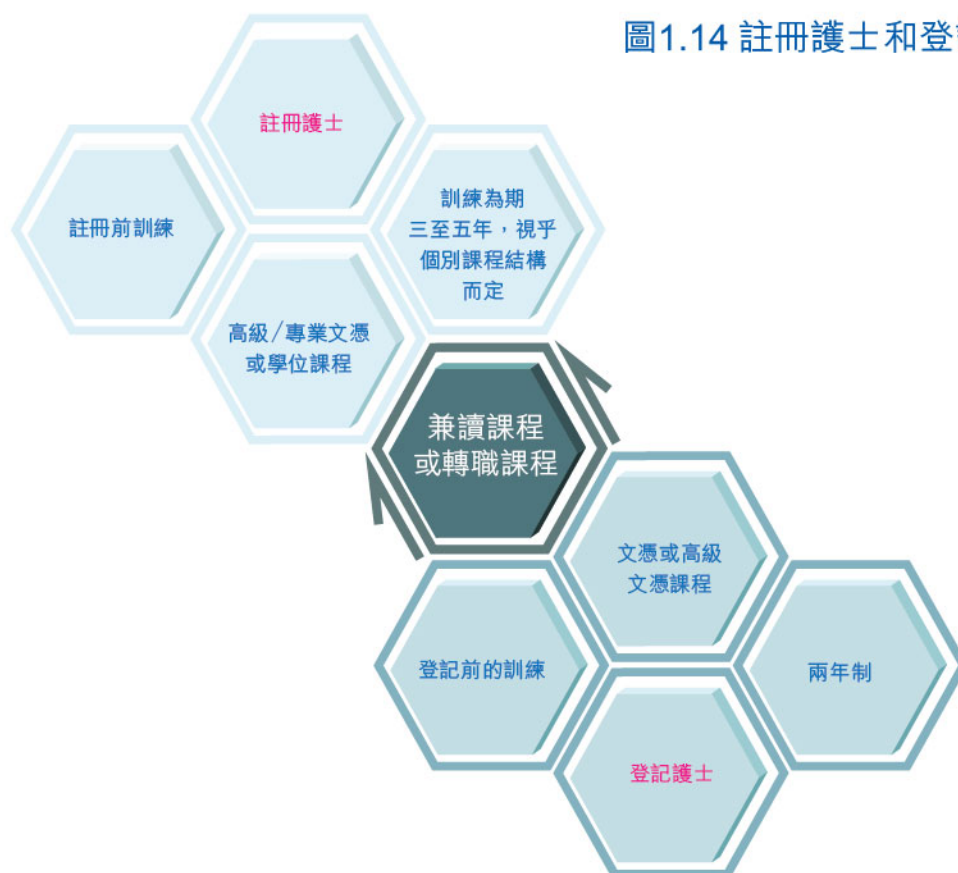 圖1.14 註冊護士和登
註冊護士
註冊前訓練
訓練為期
三至五年，視乎
個別課程結構
而定
高級/專業文憑
或學位課程
兼讀課程
或轉職課程
文憑或高級
文憑課程
登記前的訓練
兩年制
登記護士